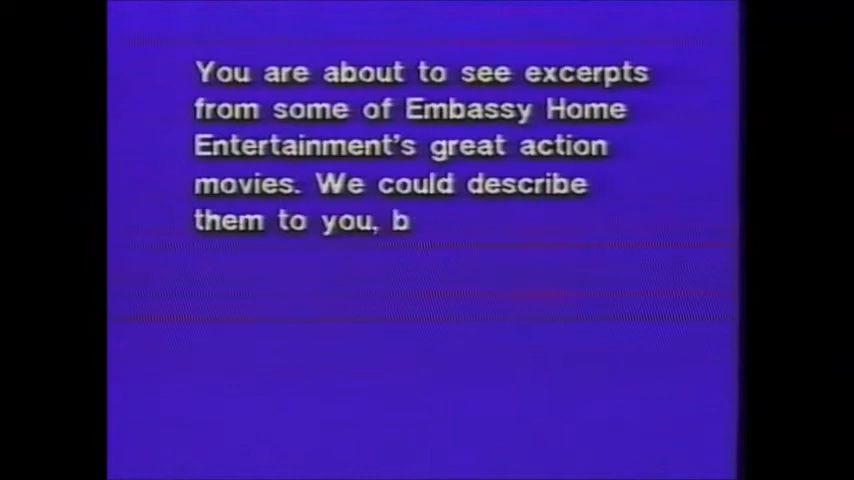 You are about to see excerpts
from some of Embassy Home
Entertainment's great action
movies. We could describe
them to you, b